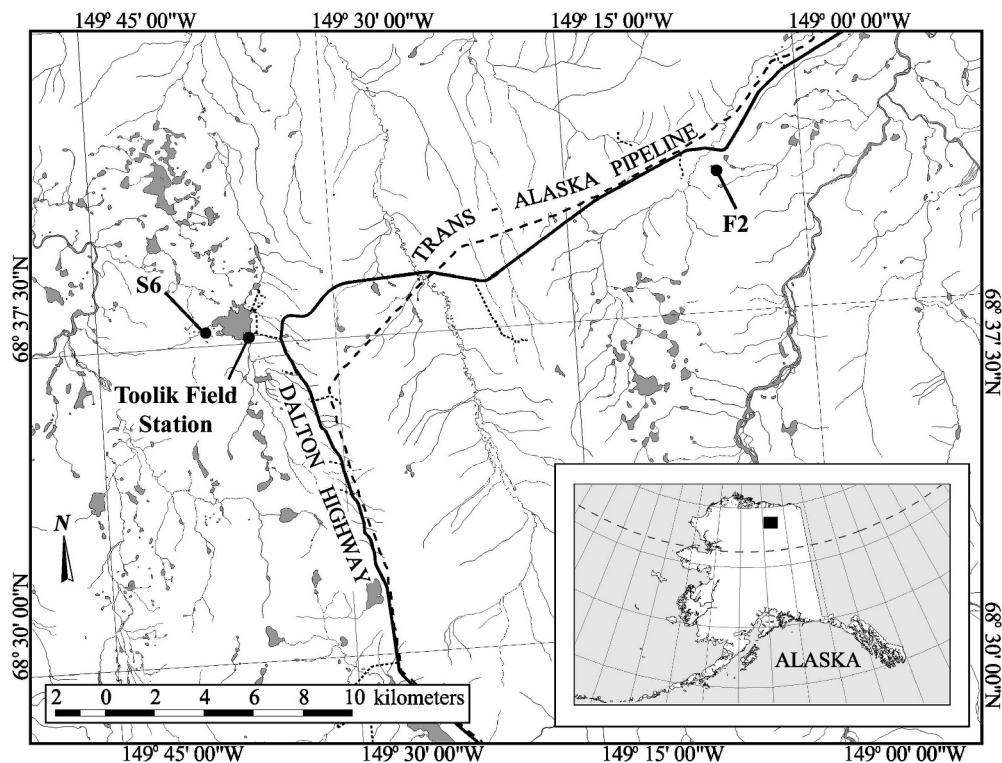 149° 45' 00"W
149° 30' 00"W
149° 15' 00"W
149° 00' 00"W
TRANS - ALASKA PIPELINE
F2
68° 37' 30"N
S6
68° 37' 30"N
Toolik Field
Station
DALTON HIGHWAY
N
68° 30' 00"N
68° 30' 00"N
ALASKA
2 0 2 4 6 8 10 kilometers
149° 45' 00"W
149° 30' 00"W
149° 15' 00"W
149° 00' 00"W